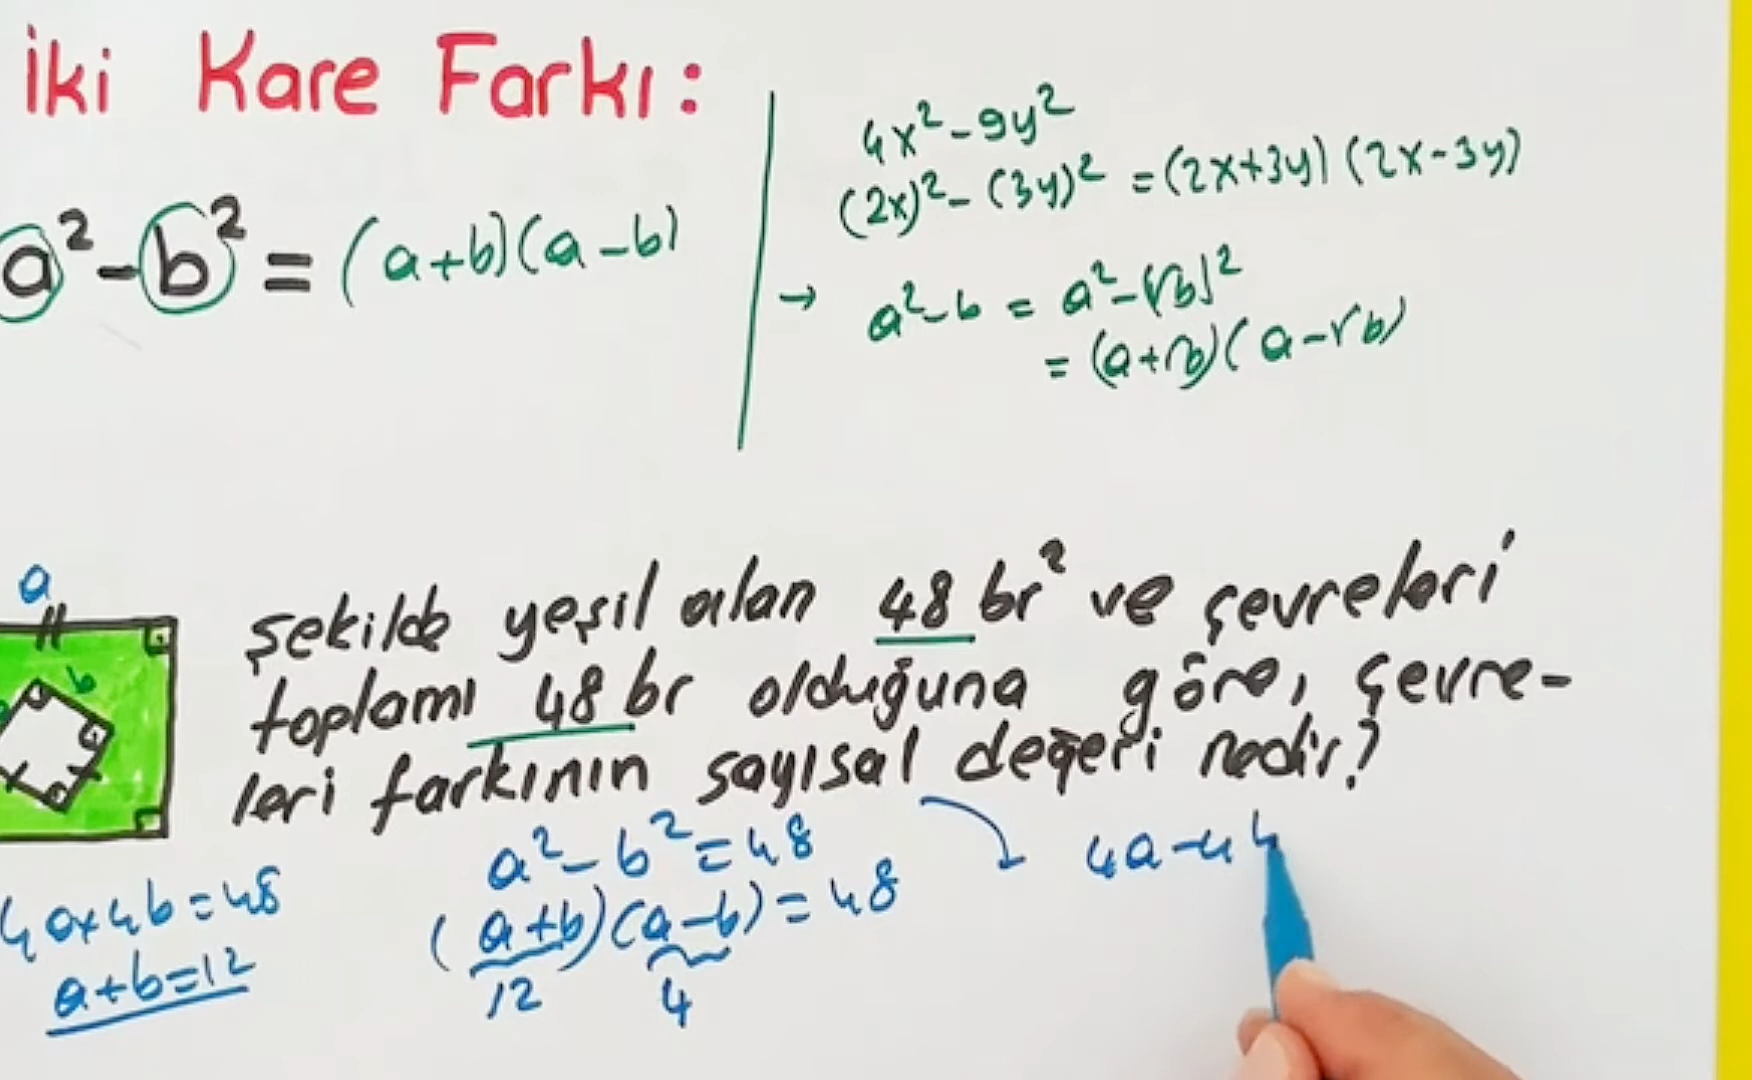 İki Kare Farkı:
a²-b² = (a+b)(a-b)
4x²-9y²
(2x)²-(3y)² = (2x+3y)(2x-3y)
→ a²-b = a²-(√b)²
= (a+√b)(a-√b)
a
b
Şekilde yeşil alan 48 br² ve çevreleri
toplamı 48 br olduğuna göre, çevre-
leri farkının sayısal değeri nedir?
4a+4b=48
a+b=12
a²-b²=48
(a+b)(a-b)=48
12 4
4a-4b